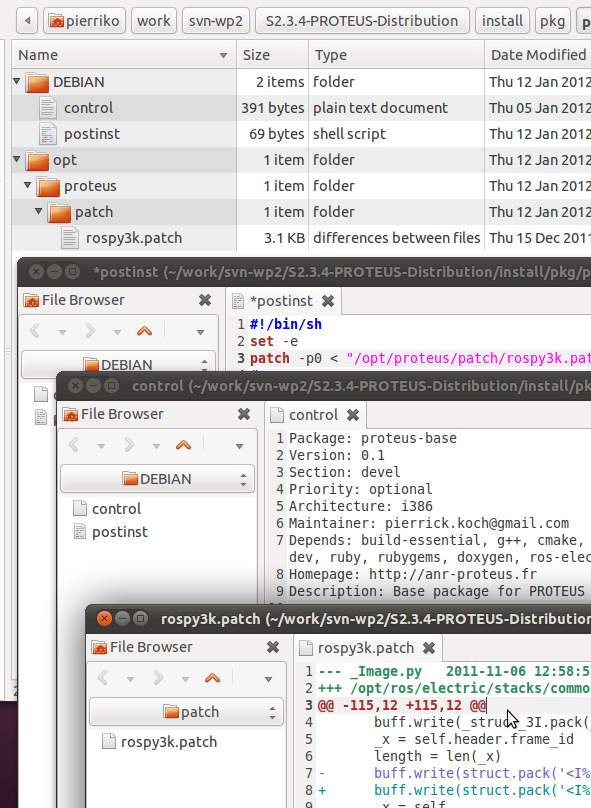 pierriko work svn-wp2 S2.3.4-PROTEUS-Distribution install pkg p
Name Size Type Date Modified
DEBIAN 2 items folder Thu 12 Jan 2012
control 391 bytes plain text document Thu 05 Jan 2012
postinst 69 bytes shell script Thu 12 Jan 2012
opt 1 item folder Thu 12 Jan 2012
proteus 1 item folder Thu 12 Jan 2012
patch 1 item folder Thu 12 Jan 2012
rospy3k.patch 3.1 KB differences between files Thu 15 Dec 2011
*postinst (~/work/svn-wp2/S2.3.4-PROTEUS-Distribution/install/pkg/p
File Browser *postinst
1 #!/bin/sh
2 set -e
3 patch -p0 < "/opt/proteus/patch/rospy3k.pat
DEBIAN
control (~/work/svn-wp2/S2.3.4-PROTEUS-Distribution/install/pk
File Browser control
DEBIAN
control
postinst
1 Package: proteus-base
2 Version: 0.1
3 Section: devel
4 Priority: optional
5 Architecture: i386
6 Maintainer: pierrick.koch@gmail.com
7 Depends: build-essential, g++, cmake,
dev, ruby, rubygems, doxygen, ros-elec
8 Homepage: http://anr-proteus.fr
9 Description: Base package for PROTEUS
rospy3k.patch (~/work/svn-wp2/S2.3.4-PROTEUS-Distribution
File Browser rospy3k.patch
patch
rospy3k.patch
1 --- _Image.py 2011-11-06 12:58:5
2 +++ /opt/ros/electric/stacks/commo
3 @@ -115,12 +115,12 @@
4 buff.write(_struct_3I.pack(_
5 _x = self.header.frame_id
6 length = len(_x)
7 - buff.write(struct.pack('<I%
8 + buff.write(struct.pack('<I%
9 _x = self.